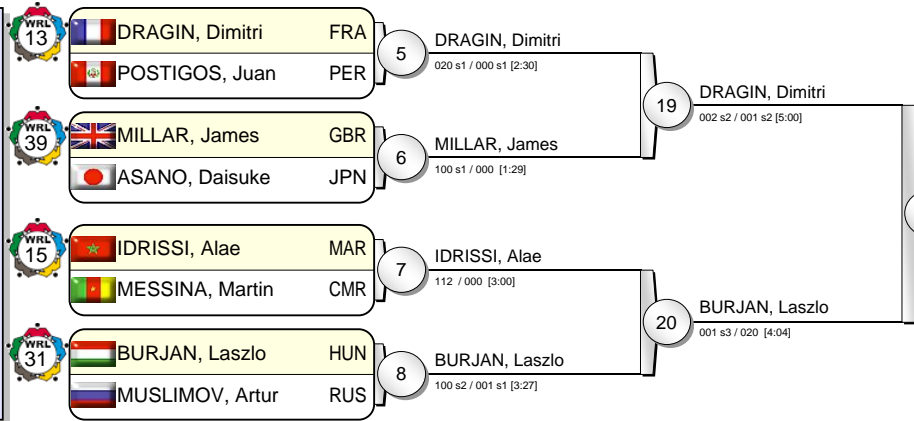 WRL
13
DRAGIN, Dimitri FRA
POSTIGOS, Juan PER
5
DRAGIN, Dimitri
020 s1 / 000 s1 [2:30]
WRL
39
MILLAR, James GBR
ASANO, Daisuke JPN
6
MILLAR, James
100 s1 / 000 [1:29]
19
DRAGIN, Dimitri
002 s2 / 001 s2 [5:00]
WRL
15
IDRISSI, Alae MAR
MESSINA, Martin CMR
7
IDRISSI, Alae
112 / 000 [3:00]
WRL
31
BURJAN, Laszlo HUN
MUSLIMOV, Artur RUS
8
BURJAN, Laszlo
100 s2 / 001 s1 [3:27]
20
BURJAN, Laszlo
001 s3 / 020 [4:04]